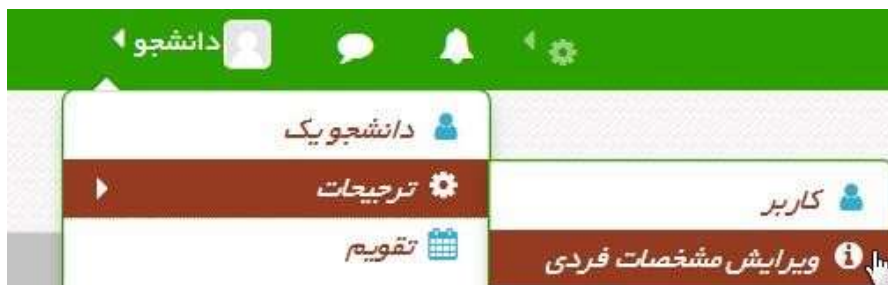 دانشجو
دانشجو یک
ترجیحات
تقویم
کاربر
ویرایش مشخصات فردی